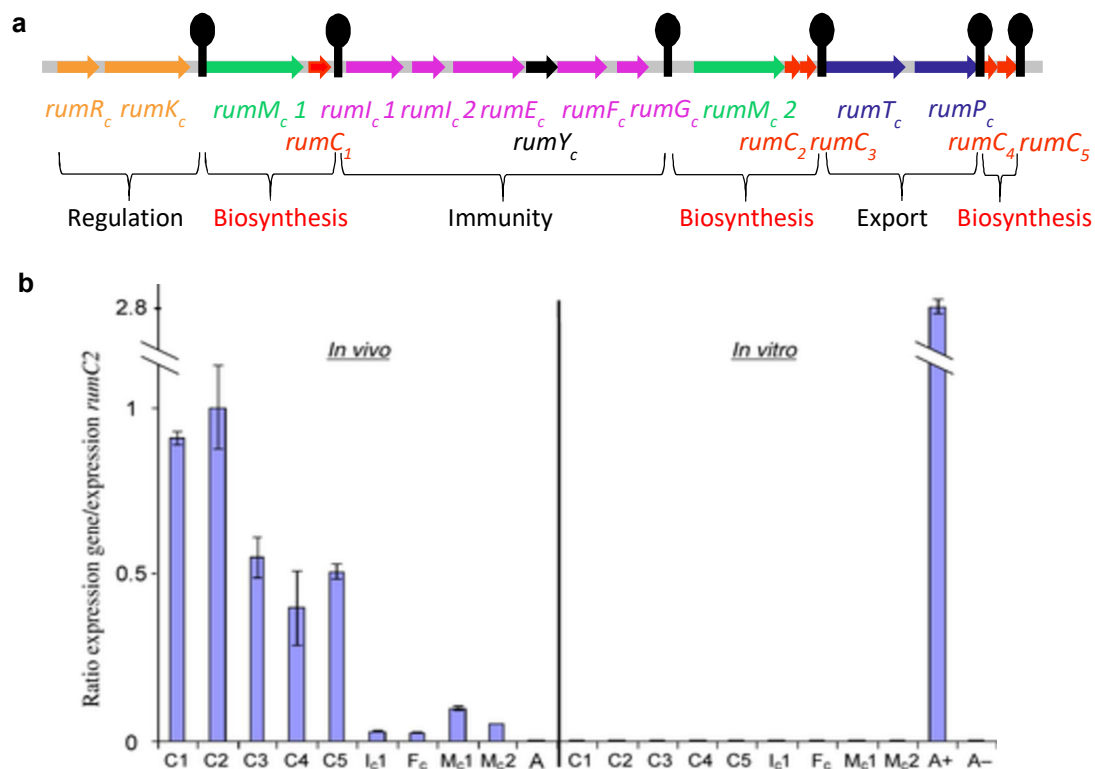 a
rumRc rumKc rumMc 1 rumIc 1 rumIc 2 rumEc rumFc rumGc rumMc 2 rumTc rumPc
rumC1 rumYc rumC2 rumC3 rumC4 rumC5
Regulation Biosynthesis Immunity Biosynthesis Export Biosynthesis
b
Ratio expression gene/expression rumC2
2.8
1
0.5
0
In vivo In vitro
C1 C2 C3 C4 C5 Ic1 Fc Mc1 Mc2 A C1 C2 C3 C4 C5 Ic1 Fc Mc1 Mc2 A+ A–